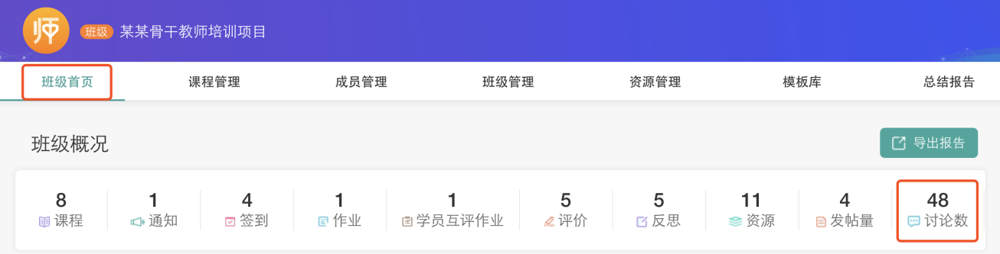 师 班级 某某骨干教师培训项目
班级首页 课程管理 成员管理 班级管理 资源管理 模板库 总结报告
班级概况 导出报告
8 1 4 1 1 5 5 11 4 48
课程 通知 签到 作业 学员互评作业 评价 反思 资源 发帖量 讨论数